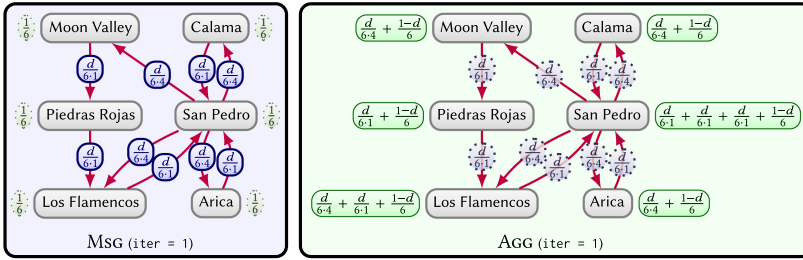 1/6 Moon Valley Calama 1/6
d/6·1 d/6·4 d/6·1 d/6·4
1/6 Piedras Rojas San Pedro 1/6
d/6·1 d/6·4 d/6·1 d/6·4 d/6·1
1/6 Los Flamencos Arica 1/6
MSG (iter = 1)
d/6·4 + 1−d/6 Moon Valley Calama d/6·4 + 1−d/6
d/6·1 d/6·4 d/6·1 d/6·4
d/6·1 + 1−d/6 Piedras Rojas San Pedro d/6·1 + d/6·1 + d/6·1 + 1−d/6
d/6·1 d/6·4 d/6·1 d/6·4 d/6·1
d/6·4 + d/6·1 + 1−d/6 Los Flamencos Arica d/6·4 + 1−d/6
AGG (iter = 1)